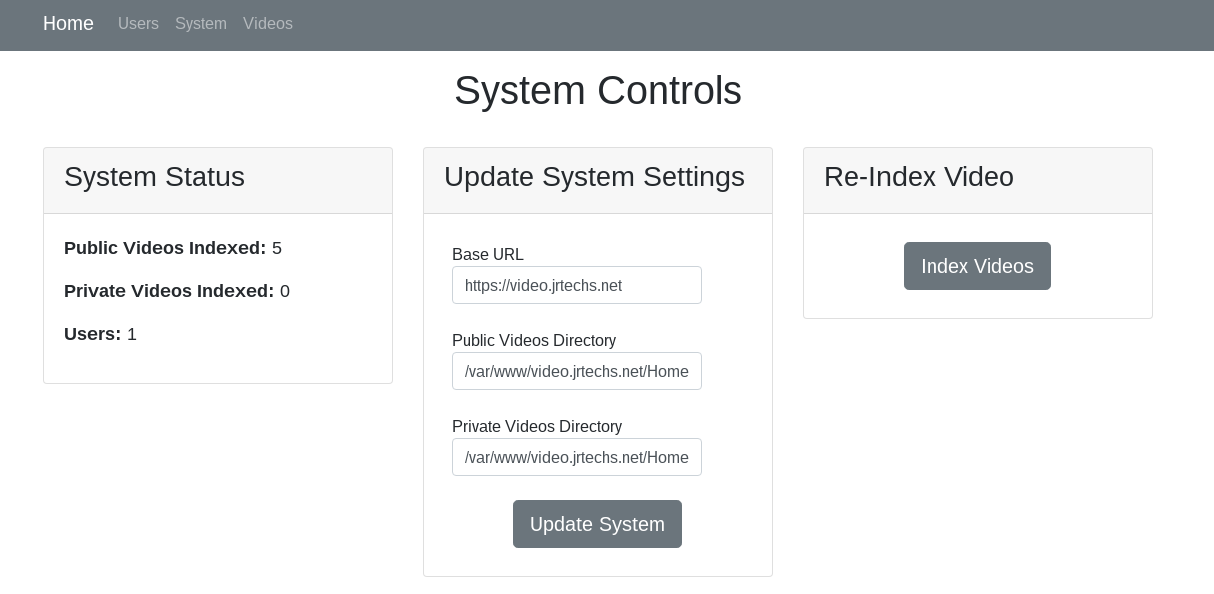 Home Users System Videos
System Controls
System Status
Public Videos Indexed: 5
Private Videos Indexed: 0
Users: 1
Update System Settings
Base URL
https://video.jrtechs.net
Public Videos Directory
/var/www/video.jrtechs.net/Home
Private Videos Directory
/var/www/video.jrtechs.net/Home
Update System
Re-Index Video
Index Videos